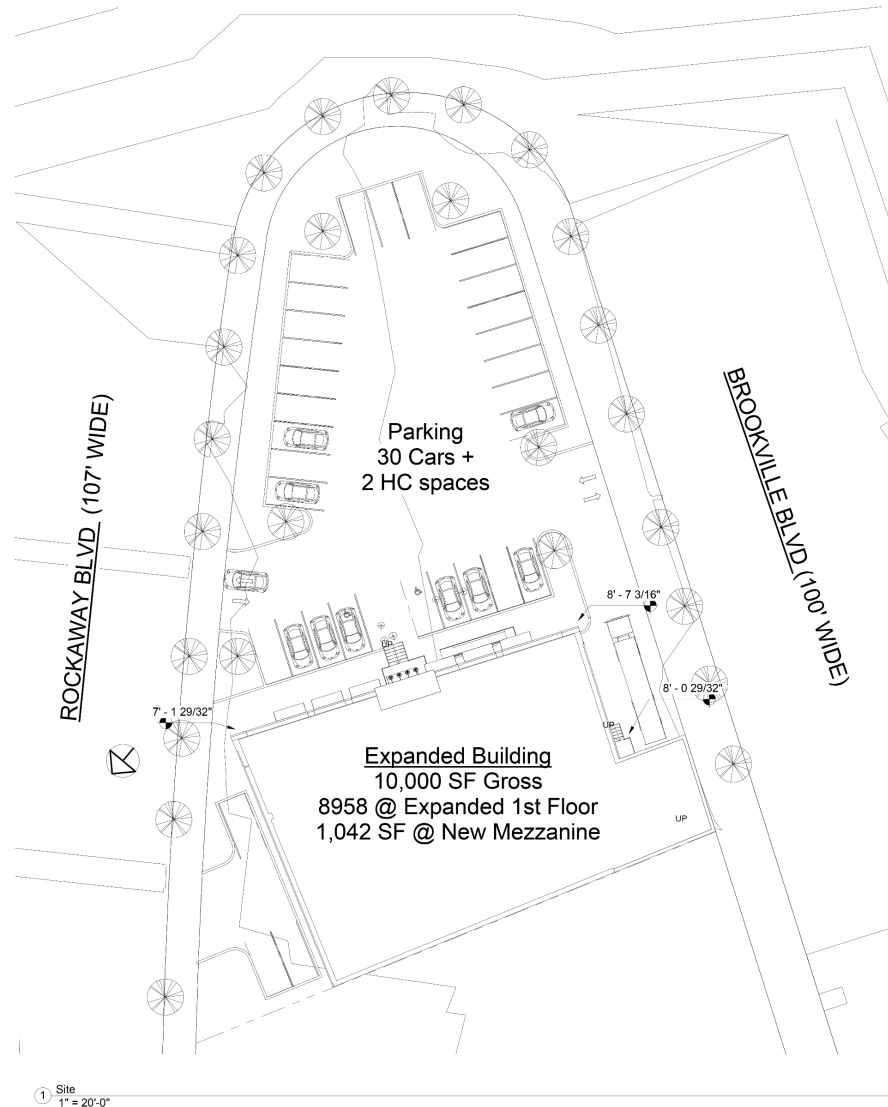 Parking
30 Cars +
2 HC spaces
ROCKAWAY BLVD (107' WIDE)
BROOKVILLE BLVD (100' WIDE)
8' - 7 3/16"
UP
8' - 0 29/32"
7' - 1 29/32"
UP
Expanded Building
10,000 SF Gross
8958 @ Expanded 1st Floor
1,042 SF @ New Mezzanine
UP
1 Site
1" = 20'-0"